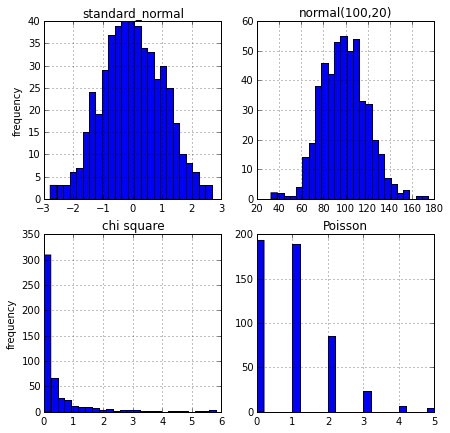 standard_normal
40
35
30
25
20
15
10
5
0
frequency
−3 −2 −1 0 1 2 3
normal(100,20)
60
50
40
30
20
10
0
20 40 60 80 100 120 140 160 180
chi square
350
300
250
200
150
100
50
0
frequency
0 1 2 3 4 5 6
Poisson
200
150
100
50
0
0 1 2 3 4 5